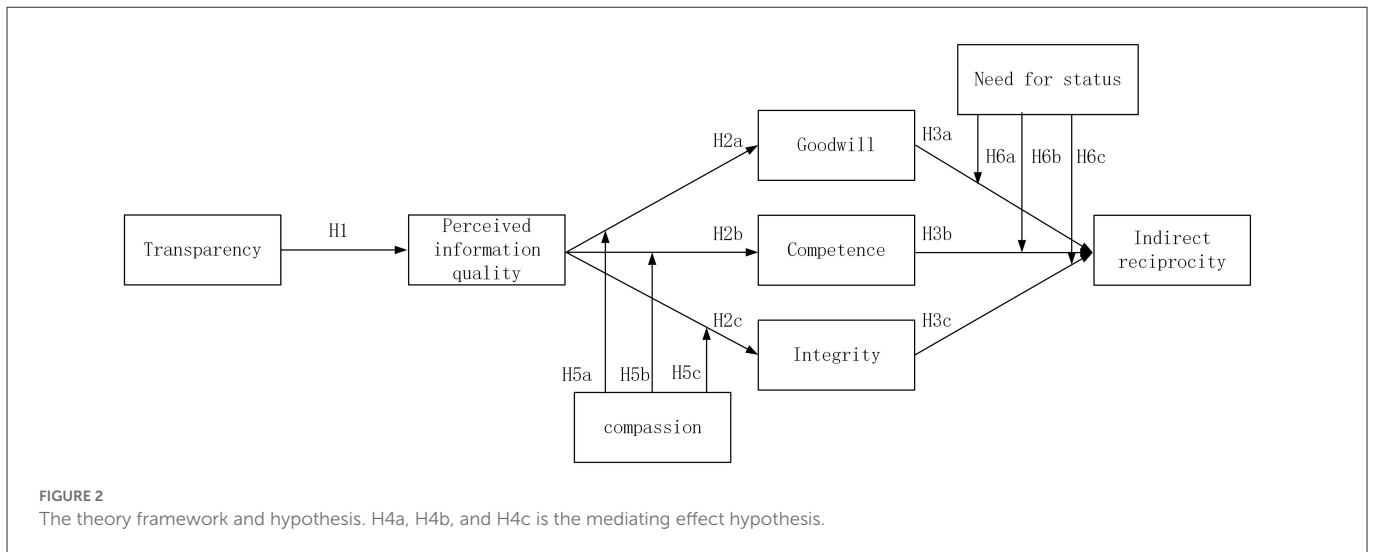 Need for status
H2a
Goodwill
H3a
H6a
H6b
H6c
Transparency
H1
Perceived
information
quality
H2b
Competence
H3b
Indirect
reciprocity
H2c
Integrity
H3c
H5a
H5b
H5c
compassion
FIGURE 2
The theory framework and hypothesis. H4a, H4b, and H4c is the mediating effect hypothesis.